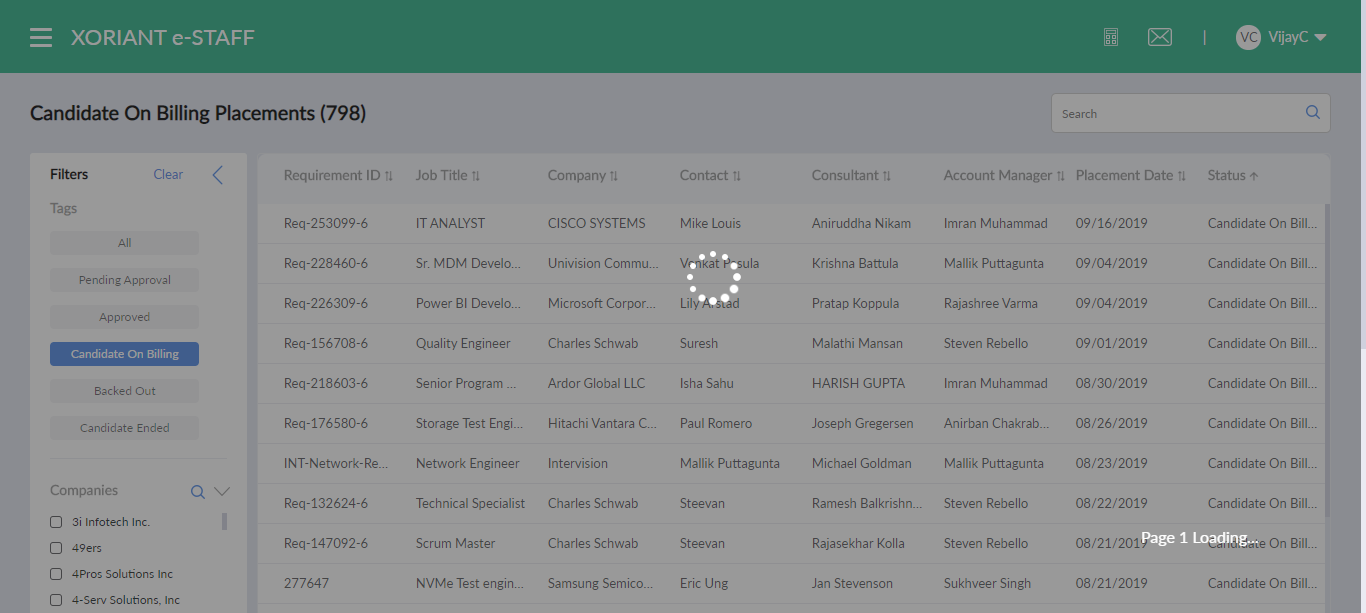 XORIANT e-STAFF
| VC VijayC
Candidate On Billing Placements (798)
Search
Filters Clear
Tags
All
Pending Approval
Approved
Candidate On Billing
Backed Out
Candidate Ended
Companies
3i Infotech Inc.
49ers
4Pros Solutions Inc
4-Serv Solutions, Inc
Requirement ID Job Title Company Contact Consultant Account Manager Placement Date Status
Req-253099-6 IT ANALYST CISCO SYSTEMS Mike Louis Aniruddha Nikam Imran Muhammad 09/16/2019 Candidate On Bill...
Req-228460-6 Sr. MDM Develo... Univision Commu... Venkat Pasula Krishna Battula Mallik Puttagunta 09/04/2019 Candidate On Bill...
Req-226309-6 Power BI Develo... Microsoft Corpor... Lily Arstad Pratap Koppula Rajashree Varma 09/04/2019 Candidate On Bill...
Req-156708-6 Quality Engineer Charles Schwab Suresh Malathi Mansan Steven Rebello 09/01/2019 Candidate On Bill...
Req-218603-6 Senior Program ... Ardor Global LLC Isha Sahu HARISH GUPTA Imran Muhammad 08/30/2019 Candidate On Bill...
Req-176580-6 Storage Test Engi... Hitachi Vantara C... Paul Romero Joseph Gregersen Anirban Chakrab... 08/26/2019 Candidate On Bill...
INT-Network-Re... Network Engineer Intervision Mallik Puttagunta Michael Goldman Mallik Puttagunta 08/23/2019 Candidate On Bill...
Req-132624-6 Technical Specialist Charles Schwab Steevan Ramesh Balkrishn... Steven Rebello 08/22/2019 Candidate On Bill...
Req-147092-6 Scrum Master Charles Schwab Steevan Rajasekhar Kolla Steven Rebello 08/21/2019 Candidate On Bill...
Page 1 Loading...
277647 NVMe Test engin... Samsung Semico... Eric Ung Jan Stevenson Sukhveer Singh 08/21/2019 Candidate On Bill...